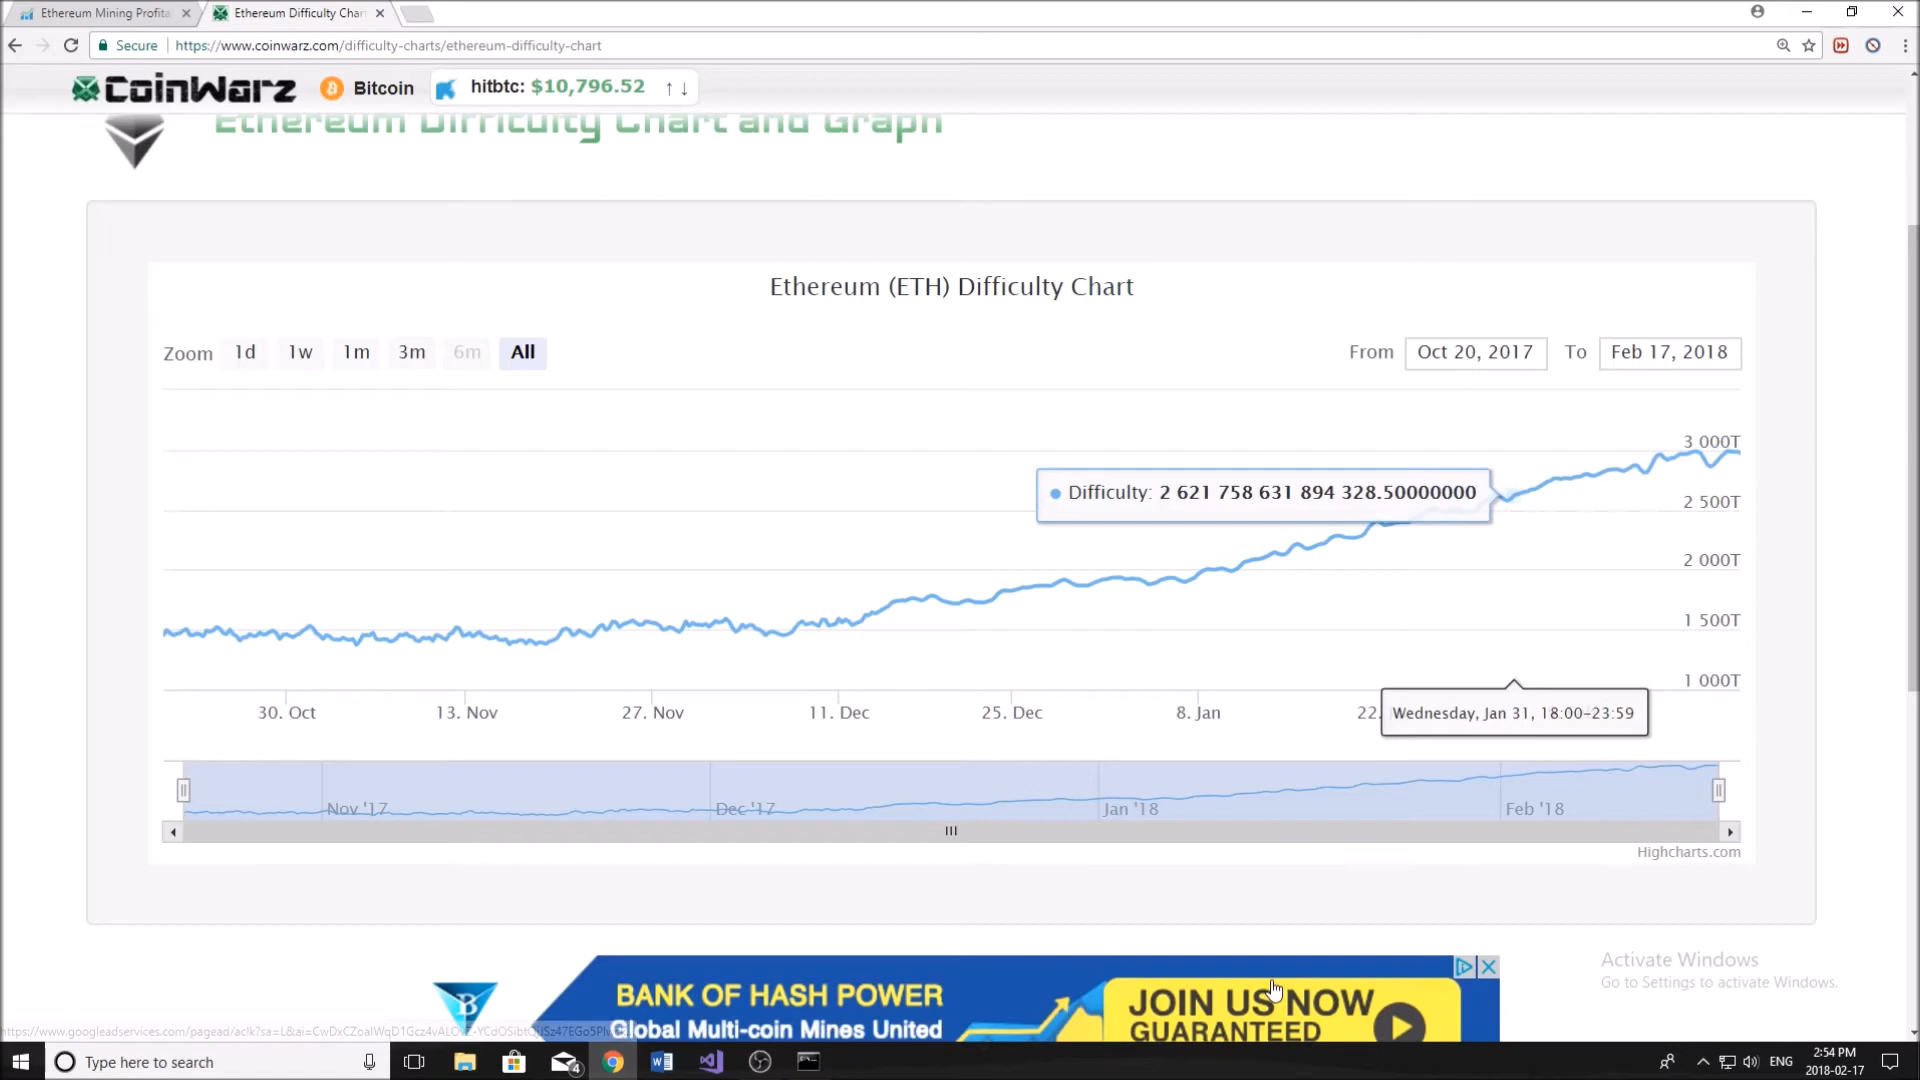 Ethereum Mining Profita
Ethereum Difficulty Char
Secure
https://www.coinwarz.com/difficulty-charts/ethereum-difficulty-chart
CoinWarz
Bitcoin
hitbtc: $10,796.52 ↑ ↓
Ethereum Difficulty Chart and Graph
Ethereum (ETH) Difficulty Chart
Zoom 1d 1w 1m 3m 6m All
From Oct 20, 2017 To Feb 17, 2018
3 000T
Difficulty: 2 621 758 631 894 328.50000000
2 500T
2 000T
1 500T
1 000T
30. Oct 13. Nov 27. Nov 11. Dec 25. Dec 8. Jan 22.
Wednesday, Jan 31, 18:00-23:59
Nov '17 Dec '17 Jan '18 Feb '18
Highcharts.com
Activate Windows
Go to Settings to activate Windows.
BANK OF HASH POWER
Global Multi-coin Mines United
JOIN US NOW
GUARANTEED
Type here to search
4
ENG
2:54 PM
2018-02-17